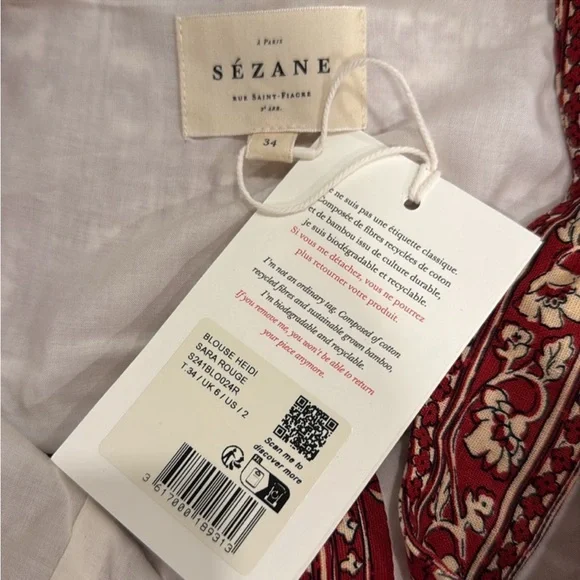 à Paris
SÉZANE
rue Saint-Fiacre
2e arr.
34
Je ne suis pas une étiquette classique.
Composée de fibres recyclées de coton
et de bambou issu de culture durable,
je suis biodégradable et recyclable.
Si vous me détachez, vous ne pourrez
plus retourner votre produit.
I'm not an ordinary tag. Composed of cotton
recycled fibres and sustainable grown bamboo,
I'm biodegradable and recyclable.
If you remove me, you won't be able to return
your piece anymore.
BLOUSE HEIDI
SARA ROUGE
S241BLO024R
T.34 / UK 6 / US / 2
Scan me to
discover more
3 617000 189313